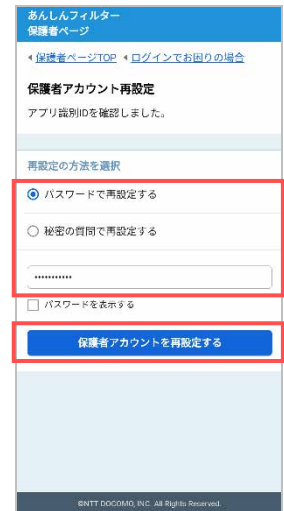 あんしんフィルター
保護者ページ
保護者ページTOP ログインでお困りの場合
保護者アカウント再設定
アプリ識別IDを確認しました。
再設定の方法を選択
パスワードで再設定する
秘密の質問で再設定する
•••••••••••
パスワードを表示する
保護者アカウントを再設定する
©NTT DOCOMO, INC. All Rights Reserved.